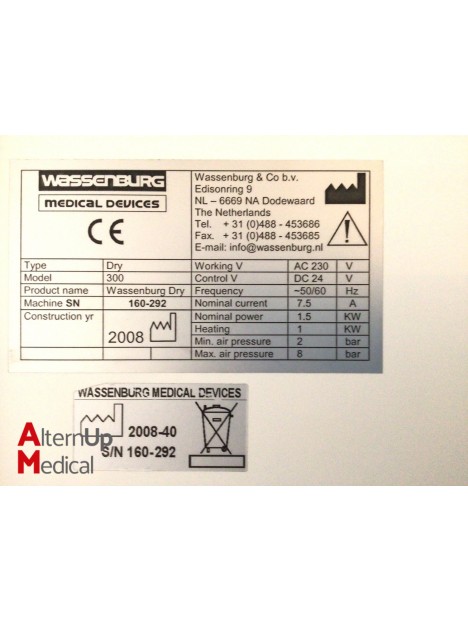 WASSENBURG
MEDICAL DEVICES
CE
Wassenburg & Co b.v.
Edisonring 9
NL – 6669 NA Dodewaard
The Netherlands
Tel. + 31 (0)488 - 453686
Fax. + 31 (0)488 - 453685
E-mail: info@wassenburg.nl
Type Dry Working V AC 230 V
Model 300 Control V DC 24 V
Product name Wassenburg Dry Frequency ~50/60 Hz
Machine SN 160-292 Nominal current 7.5 A
Construction yr 2008 Nominal power 1.5 KW
Heating 1 KW
Min. air pressure 2 bar
Max. air pressure 8 bar
WASSENBURG MEDICAL DEVICES
2008-40
S/N 160-292
AlternUp
Medical